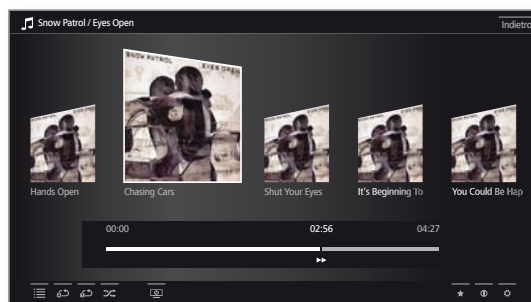 Snow Patrol / Eyes Open
Indietro
SNOW PATROL
EYES OPEN
Hands Open
Chasing Cars
Shut Your Eyes
It's Beginning To
You Could Be Hap
00:00
02:56
04:27